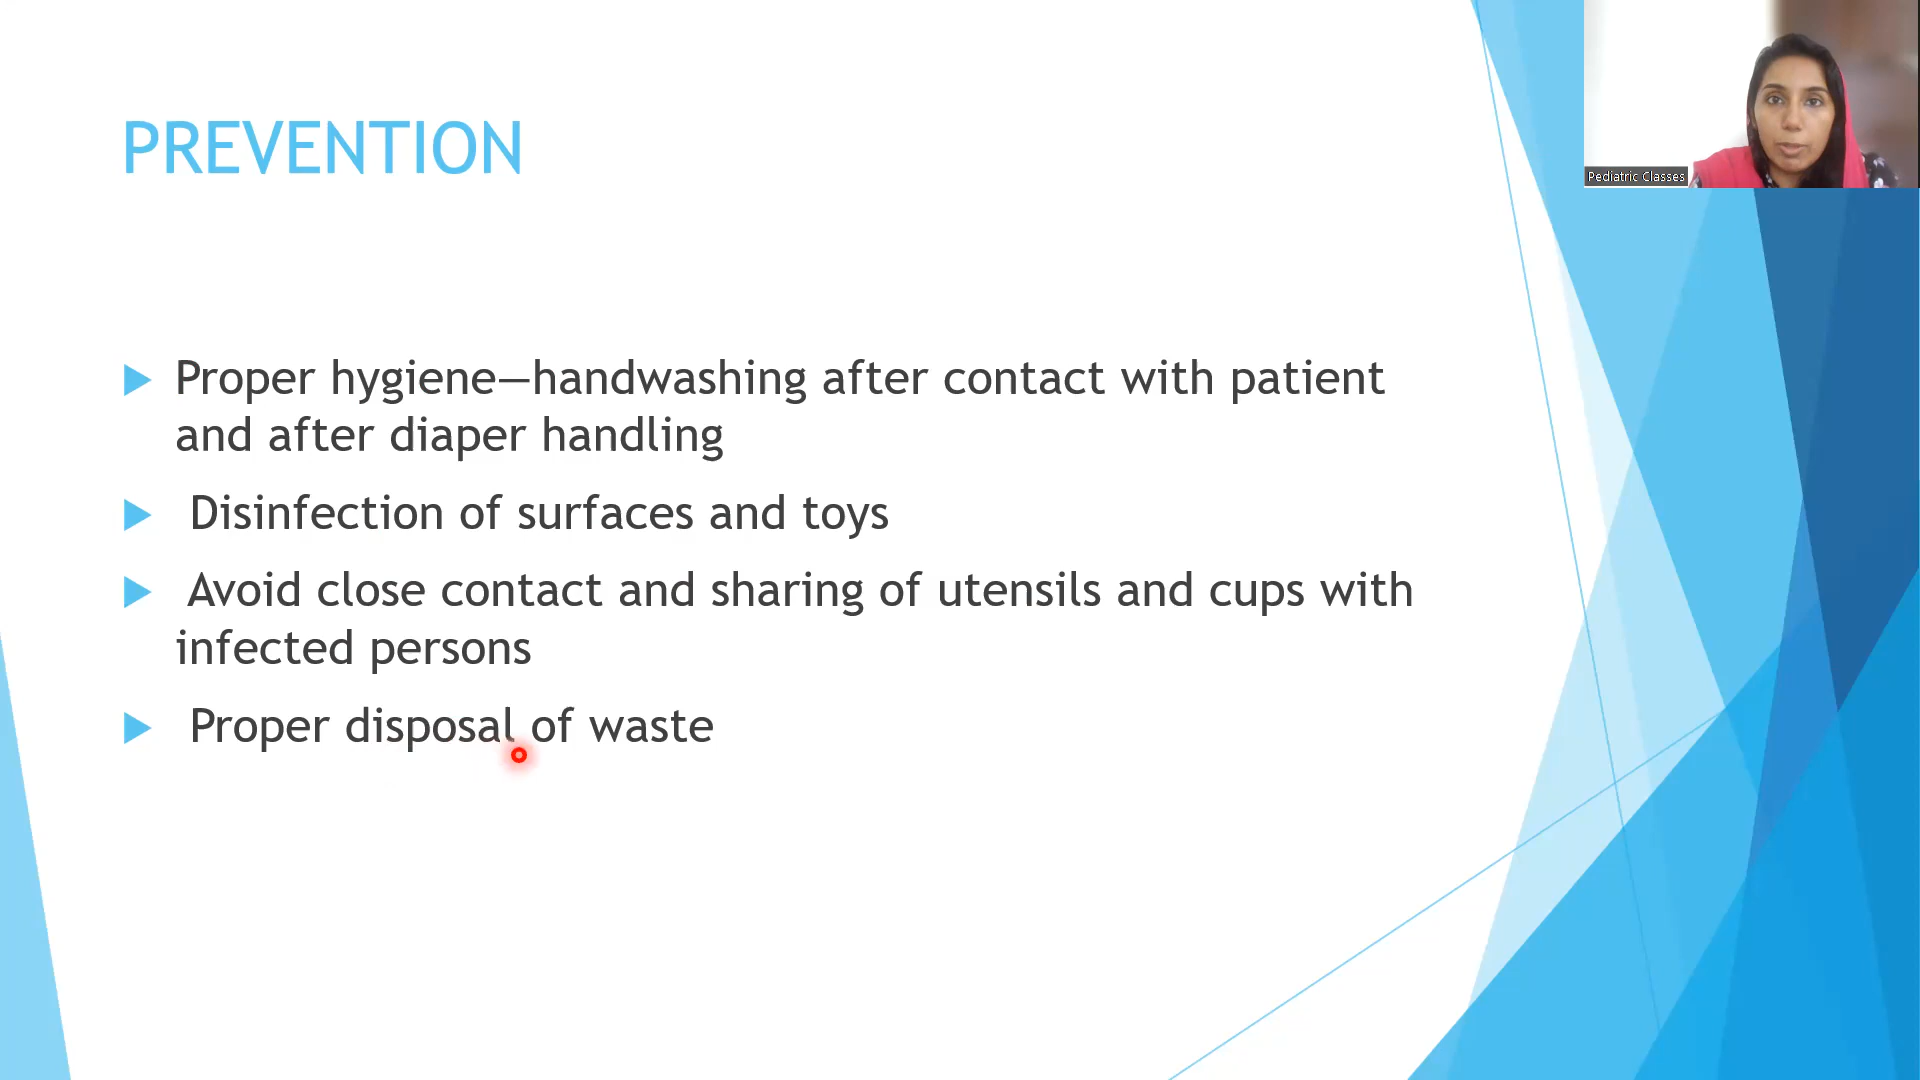 PREVENTION
Pediatric Classes
Proper hygiene—handwashing after contact with patient
and after diaper handling
Disinfection of surfaces and toys
Avoid close contact and sharing of utensils and cups with
infected persons
Proper disposal of waste